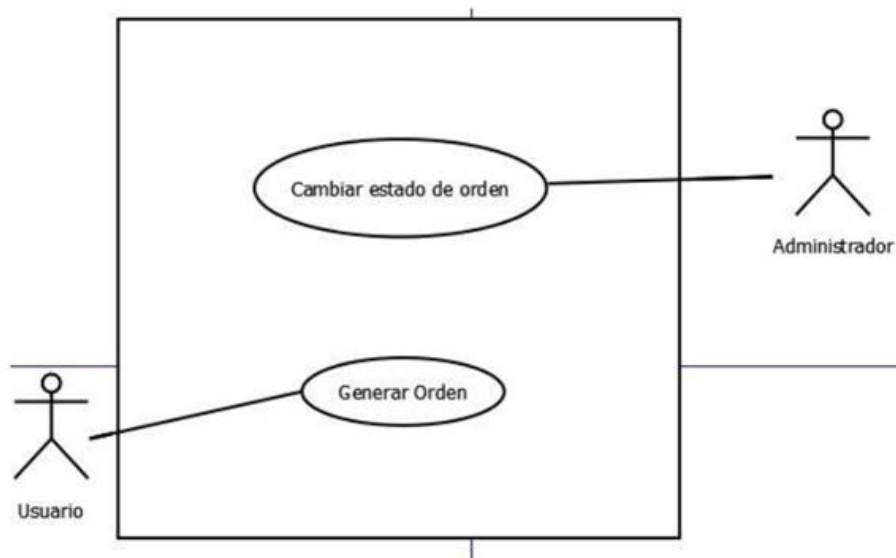 Cambiar estado de orden
Administrador
Generar Orden
Usuario